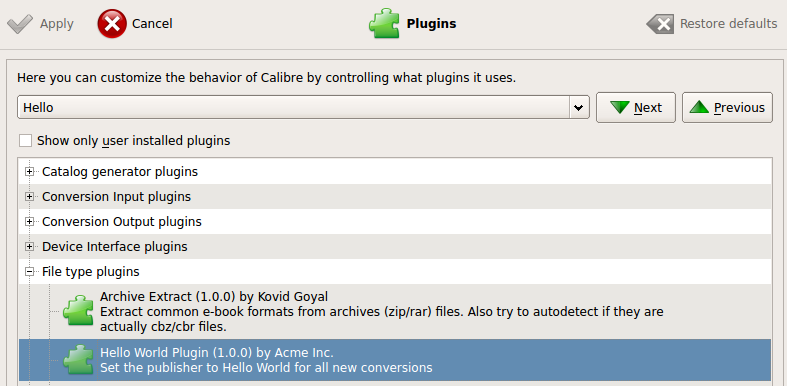 Apply
Cancel
Plugins
Restore defaults
Here you can customize the behavior of Calibre by controlling what plugins it uses.
Hello
Next
Previous
Show only user installed plugins
Catalog generator plugins
Conversion Input plugins
Conversion Output plugins
Device Interface plugins
File type plugins
Archive Extract (1.0.0) by Kovid Goyal
Extract common e-book formats from archives (zip/rar) files. Also try to autodetect if they are
actually cbz/cbr files.
Hello World Plugin (1.0.0) by Acme Inc.
Set the publisher to Hello World for all new conversions